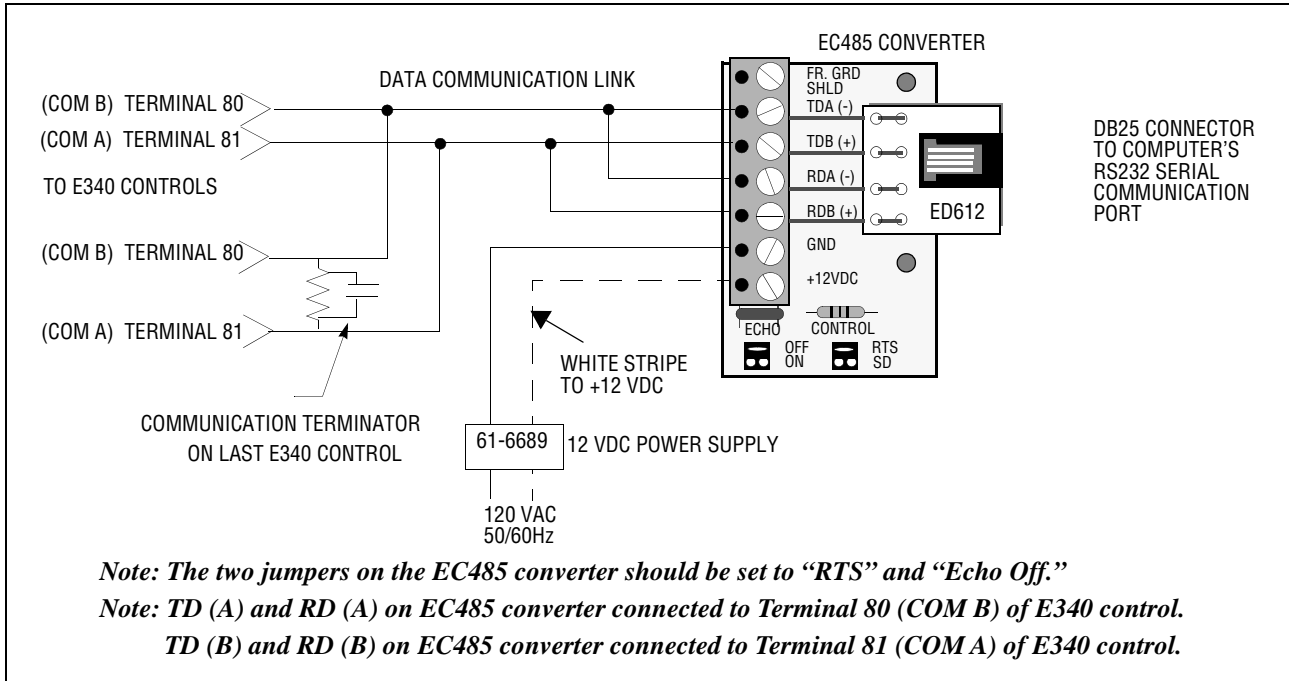 EC485 CONVERTER
DATA COMMUNICATION LINK
FR. GRD
SHLD
(COM B) TERMINAL 80
TDA (-)
(COM A) TERMINAL 81
TDB (+)
TO E340 CONTROLS
RDA (-)
RDB (+)
ED612
DB25 CONNECTOR
TO COMPUTER'S
RS232 SERIAL
COMMUNICATION
PORT
(COM B) TERMINAL 80
GND
+12VDC
(COM A) TERMINAL 81
ECHO
CONTROL
OFF
ON
RTS
SD
WHITE STRIPE
TO +12 VDC
COMMUNICATION TERMINATOR
ON LAST E340 CONTROL
61-6689
12 VDC POWER SUPPLY
120 VAC
50/60Hz
Note: The two jumpers on the EC485 converter should be set to “RTS” and “Echo Off.”
Note: TD (A) and RD (A) on EC485 converter connected to Terminal 80 (COM B) of E340 control.
TD (B) and RD (B) on EC485 converter connected to Terminal 81 (COM A) of E340 control.